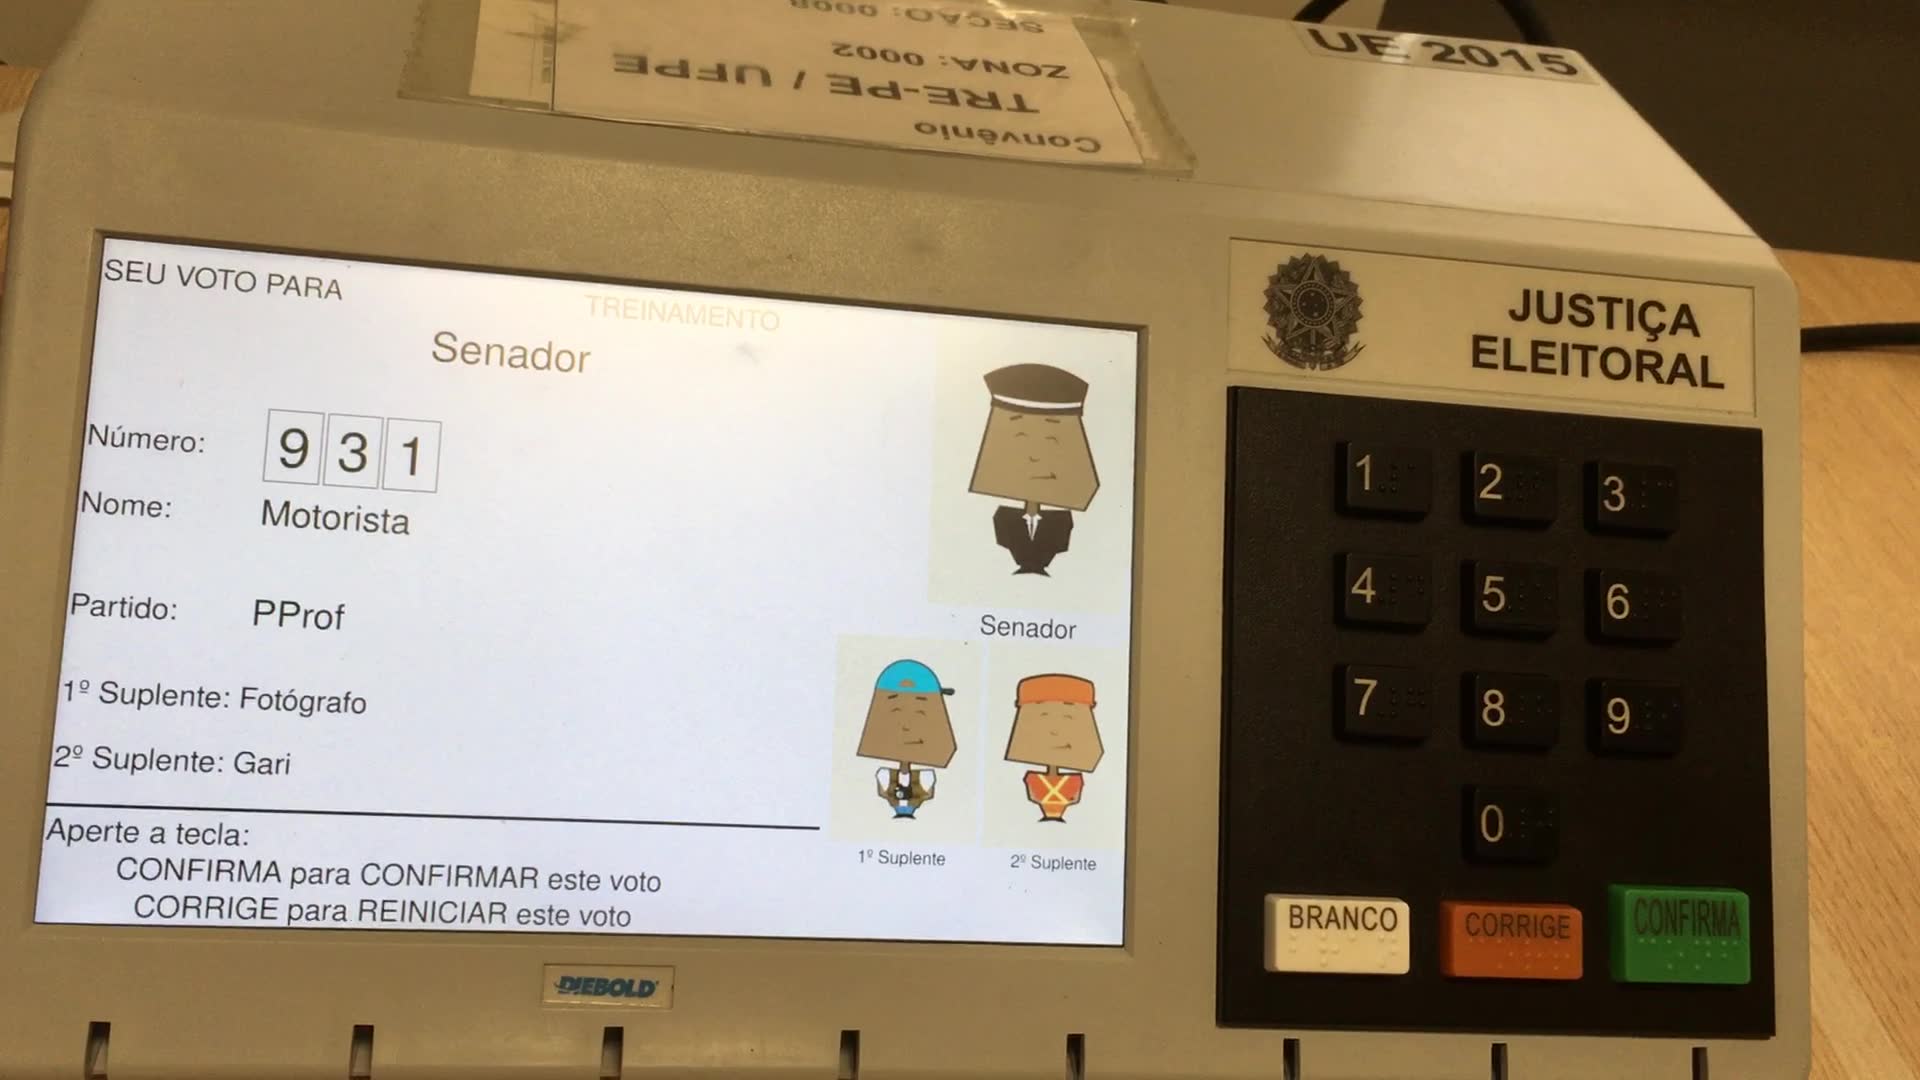 SEÇÃO: 0008
ZONA: 0002
TRE-PE / UFPE
Convênio
UE 2015
SEU VOTO PARA
TREINAMENTO
Senador
Número: 9 3 1
Nome: Motorista
Partido: PProf
1º Suplente: Fotógrafo
2º Suplente: Gari
Senador
1º Suplente
2º Suplente
Aperte a tecla:
CONFIRMA para CONFIRMAR este voto
CORRIGE para REINICIAR este voto
DIEBOLD
JUSTIÇA
ELEITORAL
1 2 3
4 5 6
7 8 9
0
BRANCO CORRIGE CONFIRMA